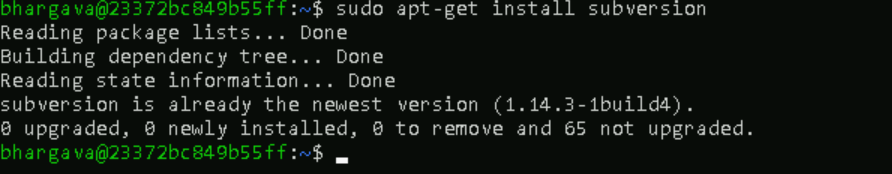 bhargava@23372bc849b55ff:~$ sudo apt-get install subversion
Reading package lists... Done
Building dependency tree... Done
Reading state information... Done
subversion is already the newest version (1.14.3-1build4).
0 upgraded, 0 newly installed, 0 to remove and 65 not upgraded.
bhargava@23372bc849b55ff:~$